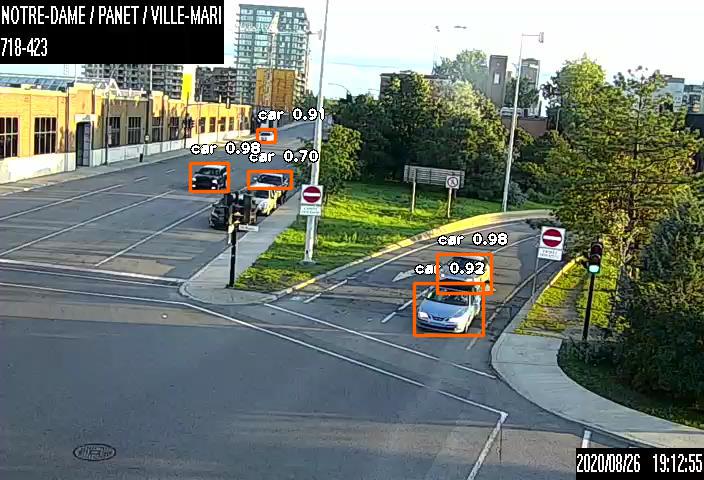 NOTRE-DAME / PANET / VILLE-MARI
718-423
car 0.91
car 0.98
car 0.70
car 0.98
car 0.92
2020/08/26 19:12:55